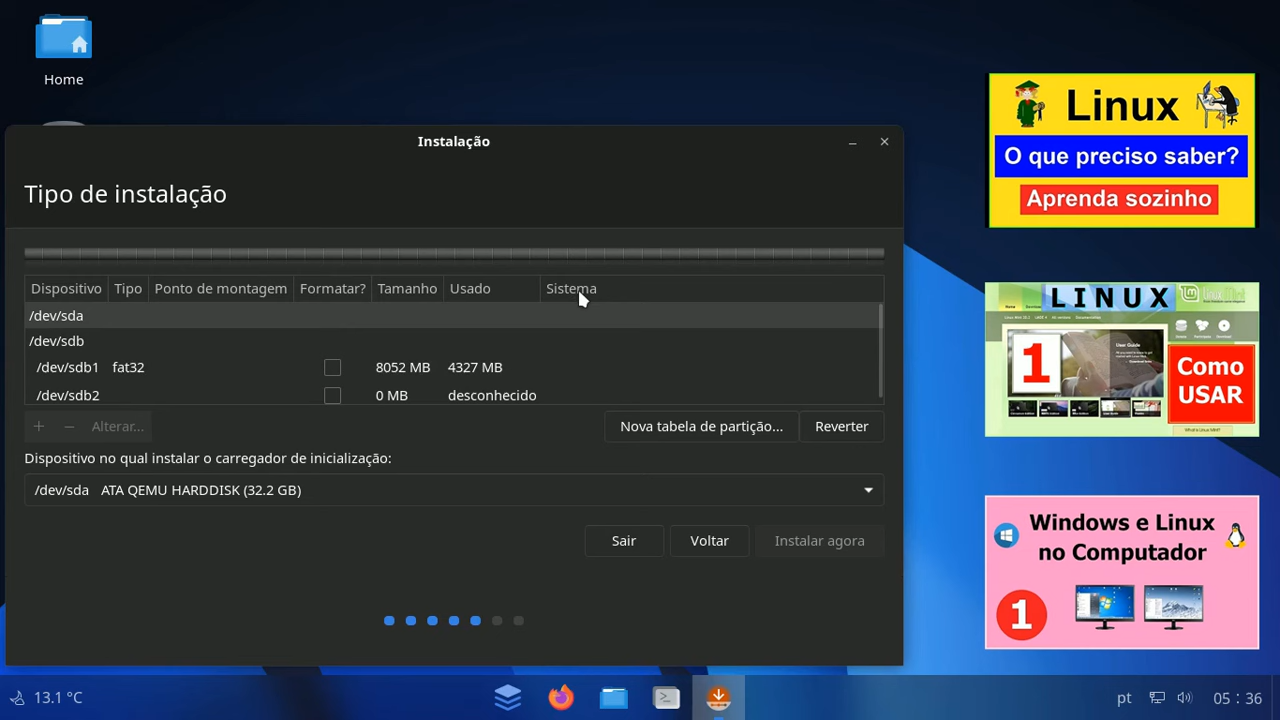 Home
Instalação
Tipo de instalação
Dispositivo Tipo Ponto de montagem Formatar? Tamanho Usado Sistema
/dev/sda
/dev/sdb
/dev/sdb1 fat32 8052 MB 4327 MB
/dev/sdb2 0 MB desconhecido
+ − Alterar...
Nova tabela de partição... Reverter
Dispositivo no qual instalar o carregador de inicialização:
/dev/sda ATA QEMU HARDDISK (32.2 GB)
Sair Voltar Instalar agora
Linux
O que preciso saber?
Aprenda sozinho
LINUX
1
Como
USAR
Windows e Linux
no Computador
1
13.1 °C
pt
05 : 36